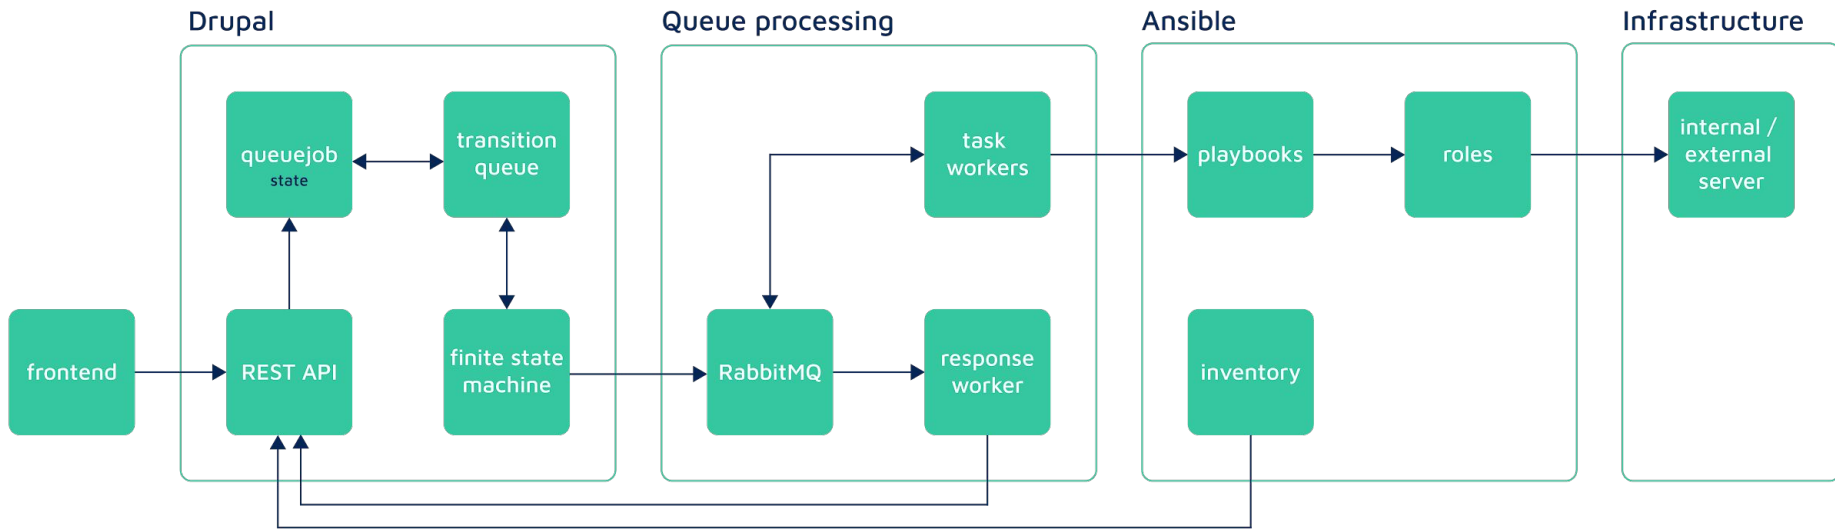 Drupal
Queue processing
Ansible
Infrastructure
queuejob
state
transition
queue
task
workers
playbooks
roles
internal /
external
server
frontend
REST API
finite state
machine
RabbitMQ
response
worker
inventory